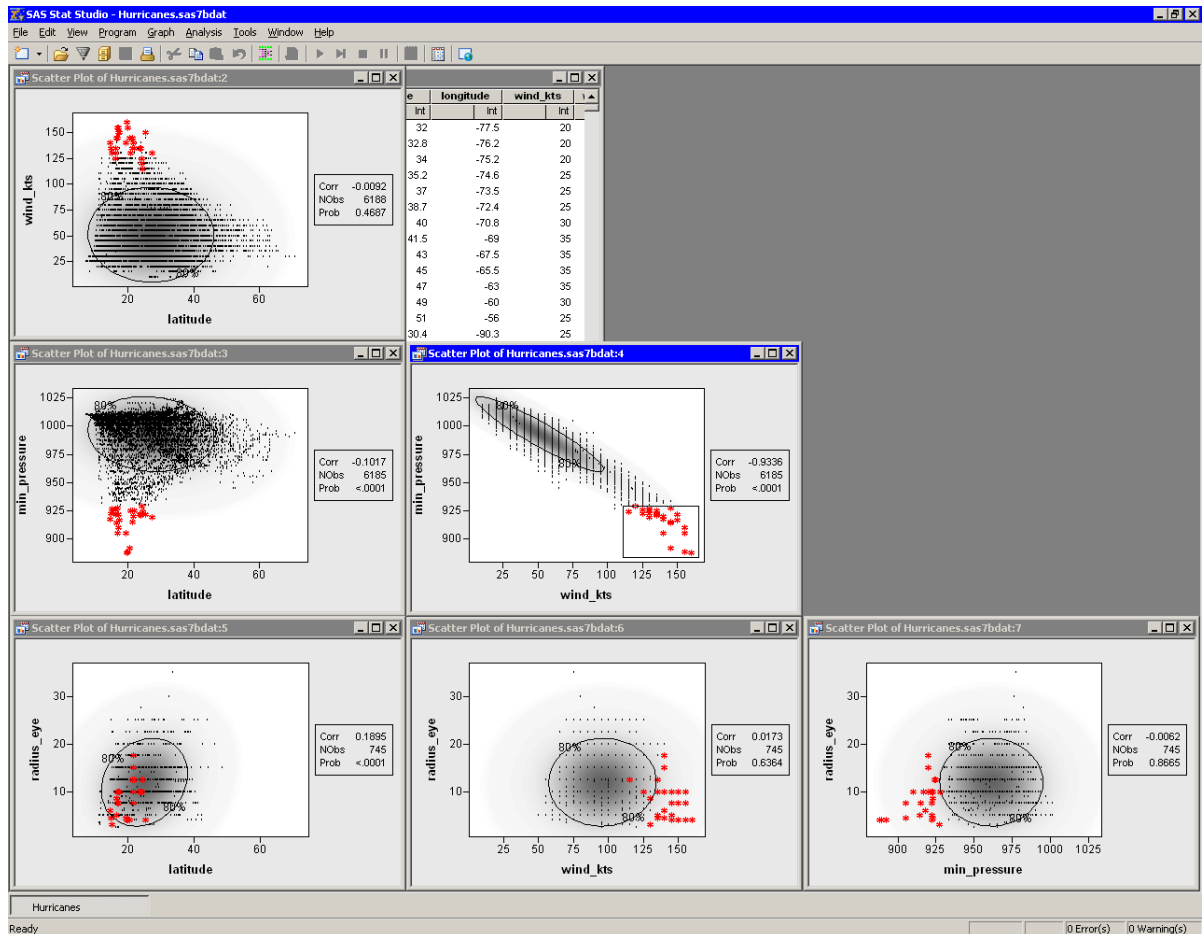 SAS Stat Studio - Hurricanes.sas7bdat
File Edit View Program Graph Analysis Tools Window Help
Scatter Plot of Hurricanes.sas7bdat:2
150
125
100
75
50
25
wind_kts
80%
80%
20 40 60
latitude
Corr -0.0092
NObs 6188
Prob 0.4687
e longitude wind_kts
Int Int Int
32 -77.5 20
32.8 -76.2 20
34 -75.2 20
35.2 -74.6 25
37 -73.5 25
38.7 -72.4 25
40 -70.8 30
41.5 -69 35
43 -67.5 35
45 -65.5 35
47 -63 35
49 -60 30
51 -56 25
30.4 -90.3 25
Scatter Plot of Hurricanes.sas7bdat:3
1025
1000
975
950
925
900
min_pressure
80%
20 40 60
latitude
Corr -0.1017
NObs 6185
Prob <.0001
Scatter Plot of Hurricanes.sas7bdat:4
1025
1000
975
950
925
900
min_pressure
80%
80%
25 50 75 100 125 150
wind_kts
Corr -0.9336
NObs 6185
Prob <.0001
Scatter Plot of Hurricanes.sas7bdat:5
30
20
10
radius_eye
80%
80%
20 40 60
latitude
Corr 0.1895
NObs 745
Prob <.0001
Scatter Plot of Hurricanes.sas7bdat:6
30
20
10
radius_eye
80%
80%
25 50 75 100 125 150
wind_kts
Corr 0.0173
NObs 745
Prob 0.6364
Scatter Plot of Hurricanes.sas7bdat:7
30
20
10
radius_eye
80%
80%
900 925 950 975 1000 1025
min_pressure
Corr -0.0062
NObs 745
Prob 0.8665
Hurricanes
Ready 0 Error(s) 0 Warning(s)